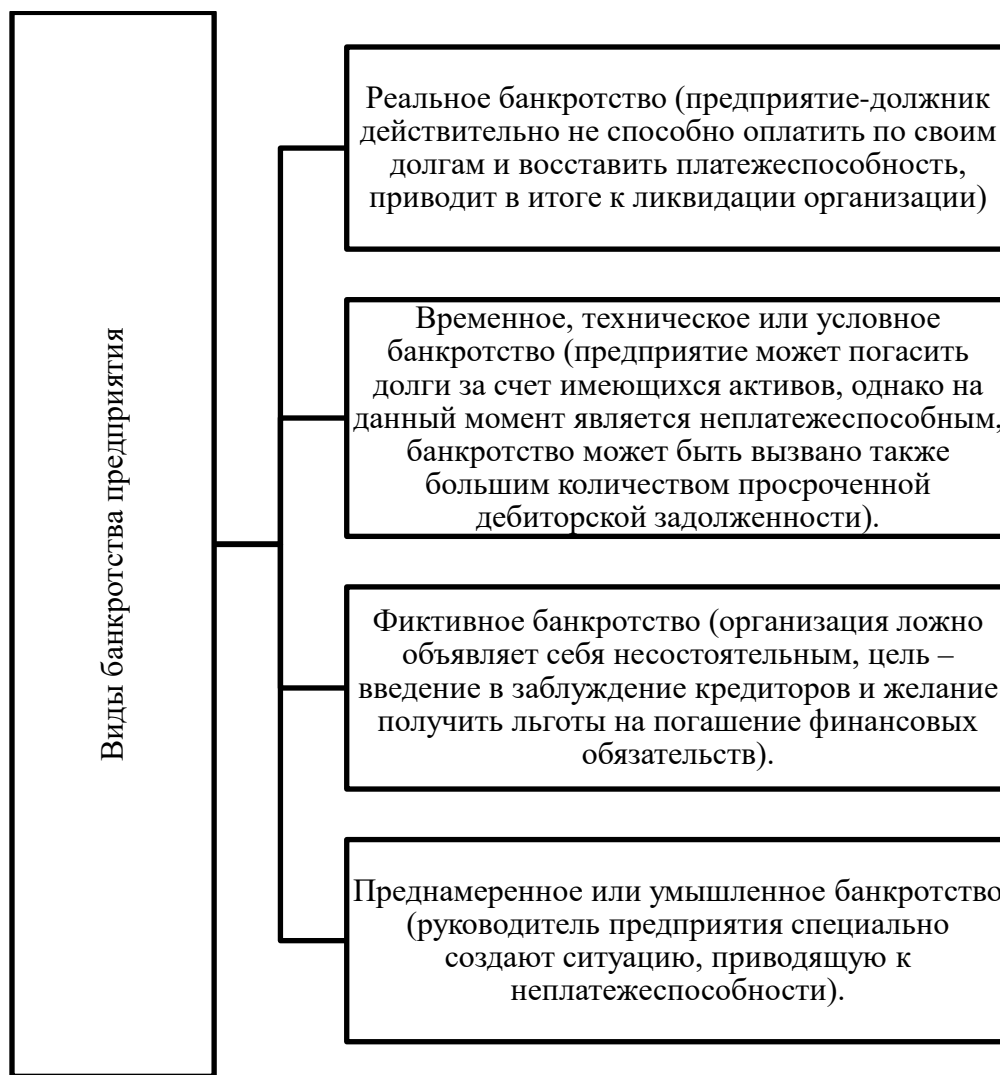 Виды банкротства предприятия
Реальное банкротство (предприятие-должник
действительно не способно оплатить по своим
долгам и восставить платежеспособность,
приводит в итоге к ликвидации организации)
Временное, техническое или условное
банкротство (предприятие может погасить
долги за счет имеющихся активов, однако на
данный момент является неплатежеспособным,
банкротство может быть вызвано также
большим количеством просроченной
дебиторской задолженности).
Фиктивное банкротство (организация ложно
объявляет себя несостоятельным, цель –
введение в заблуждение кредиторов и желание
получить льготы на погашение финансовых
обязательств).
Преднамеренное или умышленное банкротство
(руководитель предприятия специально
создают ситуацию, приводящую к
неплатежеспособности).